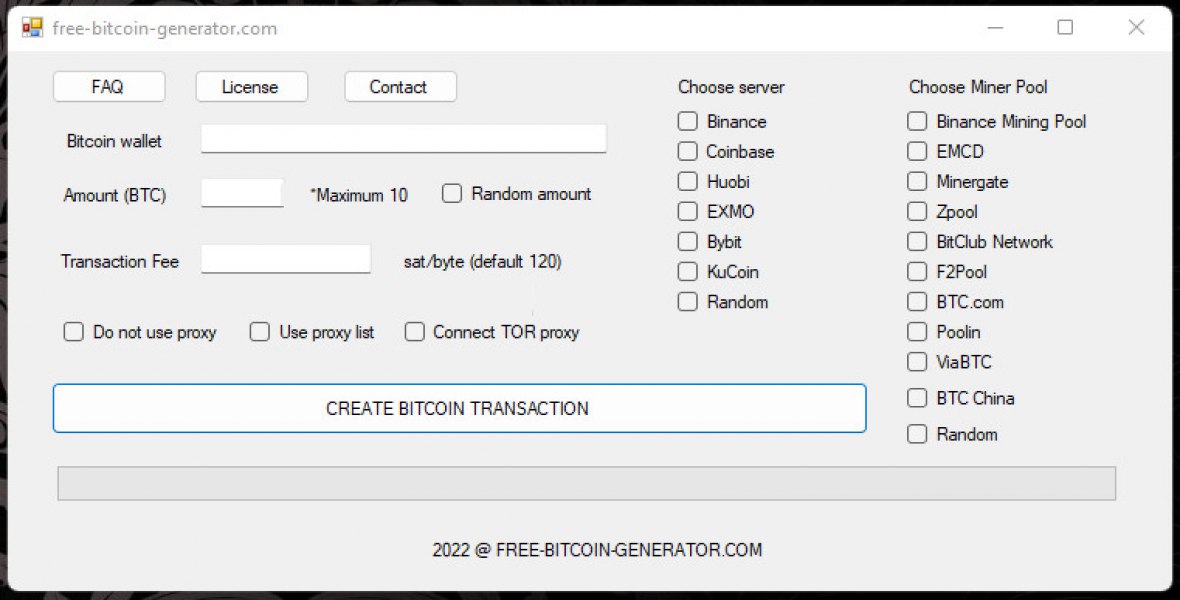 free-bitcoin-generator.com
FAQ License Contact
Bitcoin wallet
Amount (BTC) *Maximum 10 Random amount
Transaction Fee sat/byte (default 120)
Do not use proxy Use proxy list Connect TOR proxy
CREATE BITCOIN TRANSACTION
Choose server
Binance
Coinbase
Huobi
EXMO
Bybit
KuCoin
Random
Choose Miner Pool
Binance Mining Pool
EMCD
Minergate
Zpool
BitClub Network
F2Pool
BTC.com
Poolin
ViaBTC
BTC China
Random
2022 @ FREE-BITCOIN-GENERATOR.COM